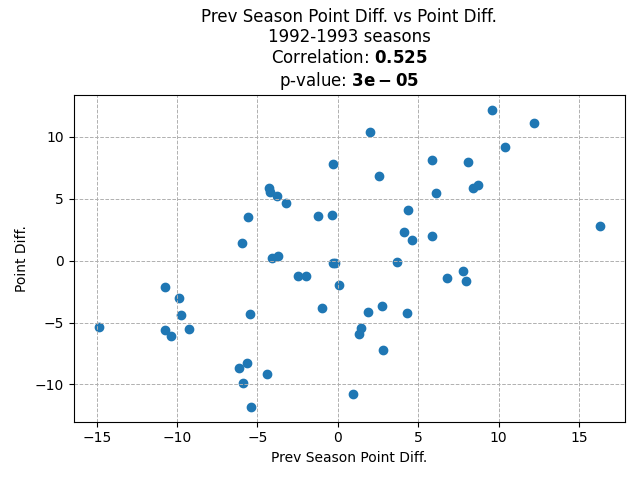 Prev Season Point Diff. vs Point Diff.
1992-1993 seasons
Correlation: 0.525
p-value: 3e − 05
10
5
0
−5
−10
Point Diff.
−15 −10 −5 0 5 10 15
Prev Season Point Diff.